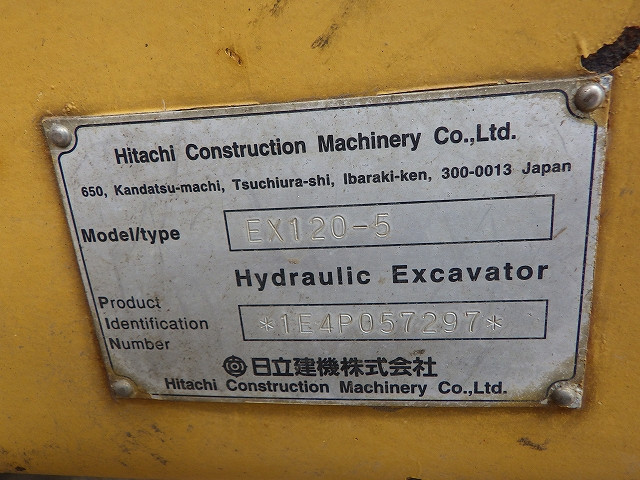 Hitachi Construction Machinery Co.,Ltd.
650, Kandatsu-machi, Tsuchiura-shi, Ibaraki-ken, 300-0013 Japan
Model/type EX120-5
Hydraulic Excavator
Product
Identification
Number
*1E4P057297*
日立建機株式会社
Hitachi Construction Machinery Co.,Ltd.